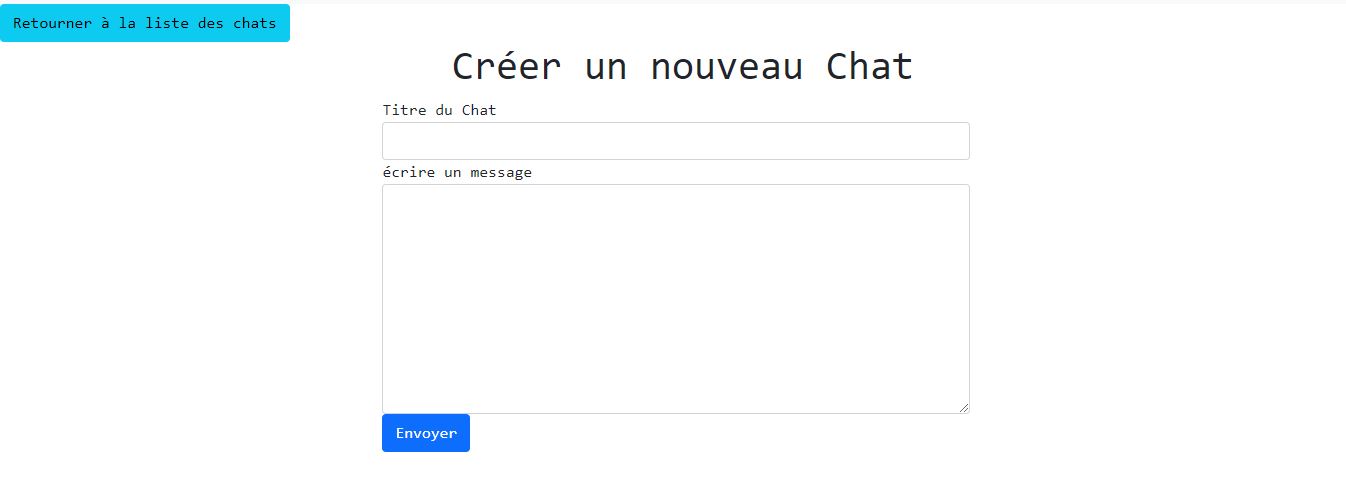 Retourner à la liste des chats
Créer un nouveau Chat
Titre du Chat
écrire un message
Envoyer